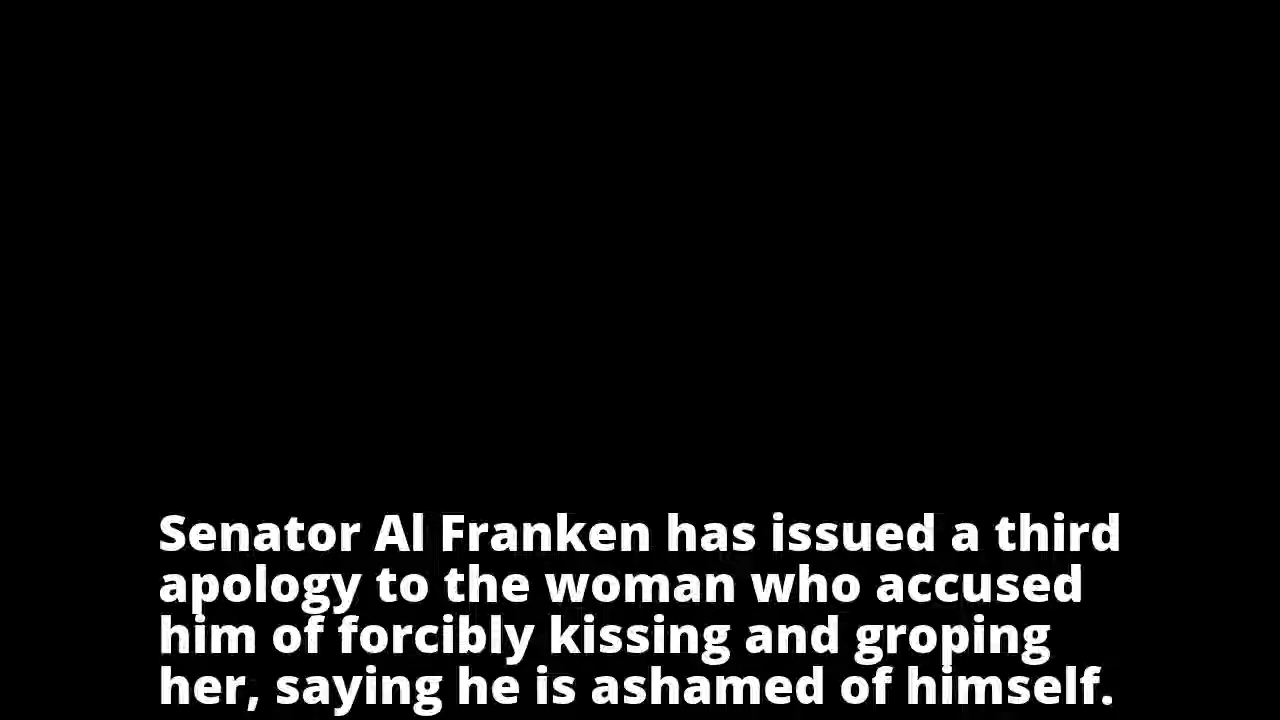 Senator Al Franken has issued a third
apology to the woman who accused
him of forcibly kissing and groping
her, saying he is ashamed of himself.